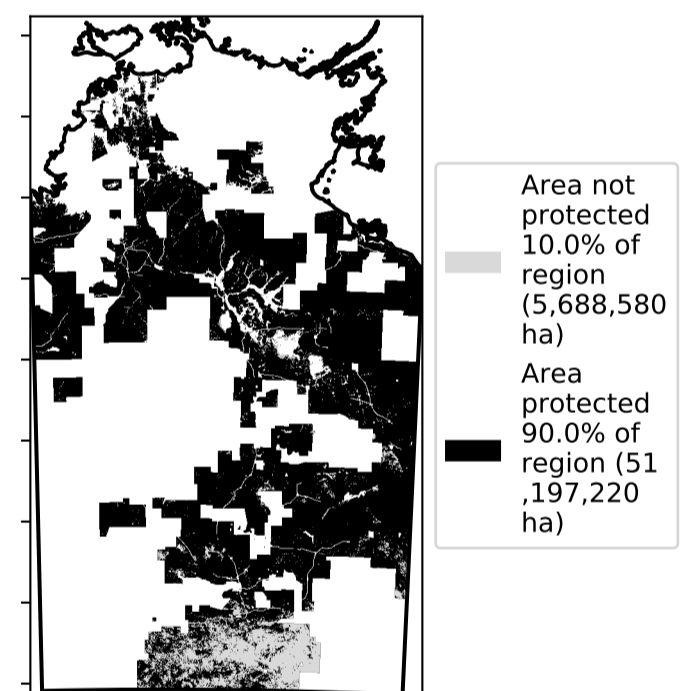 Area not
protected
10.0% of
region
(5,688,580
ha)
Area
protected
90.0% of
region (51
,197,220
ha)